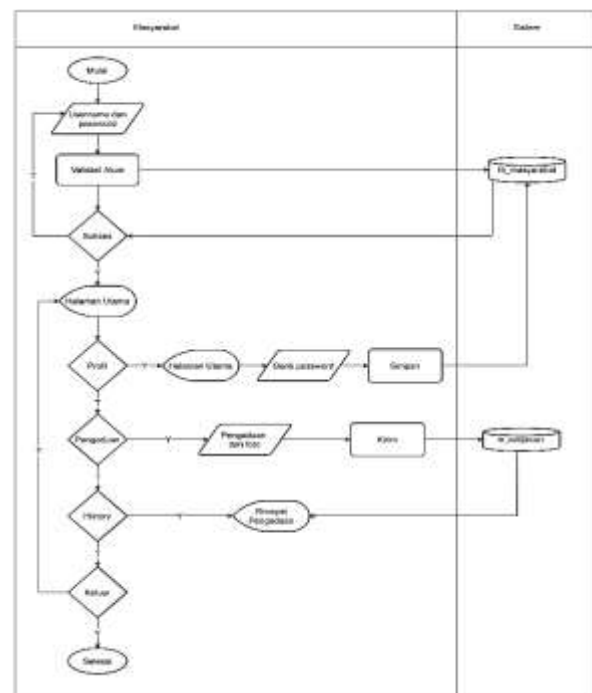 Masyarakat
Sistem
Mulai
Username dan
password
Validasi Akun
tb_masyarakat
Sukses
Y
Halaman Utama
Profil
Y
Halaman Utama
Ganti password
Simpan
Pengaduan
Y
Pengaduan
dan foto
Kirim
History
Y
Riwayat
Pengaduan
Keluar
Y
Selesai